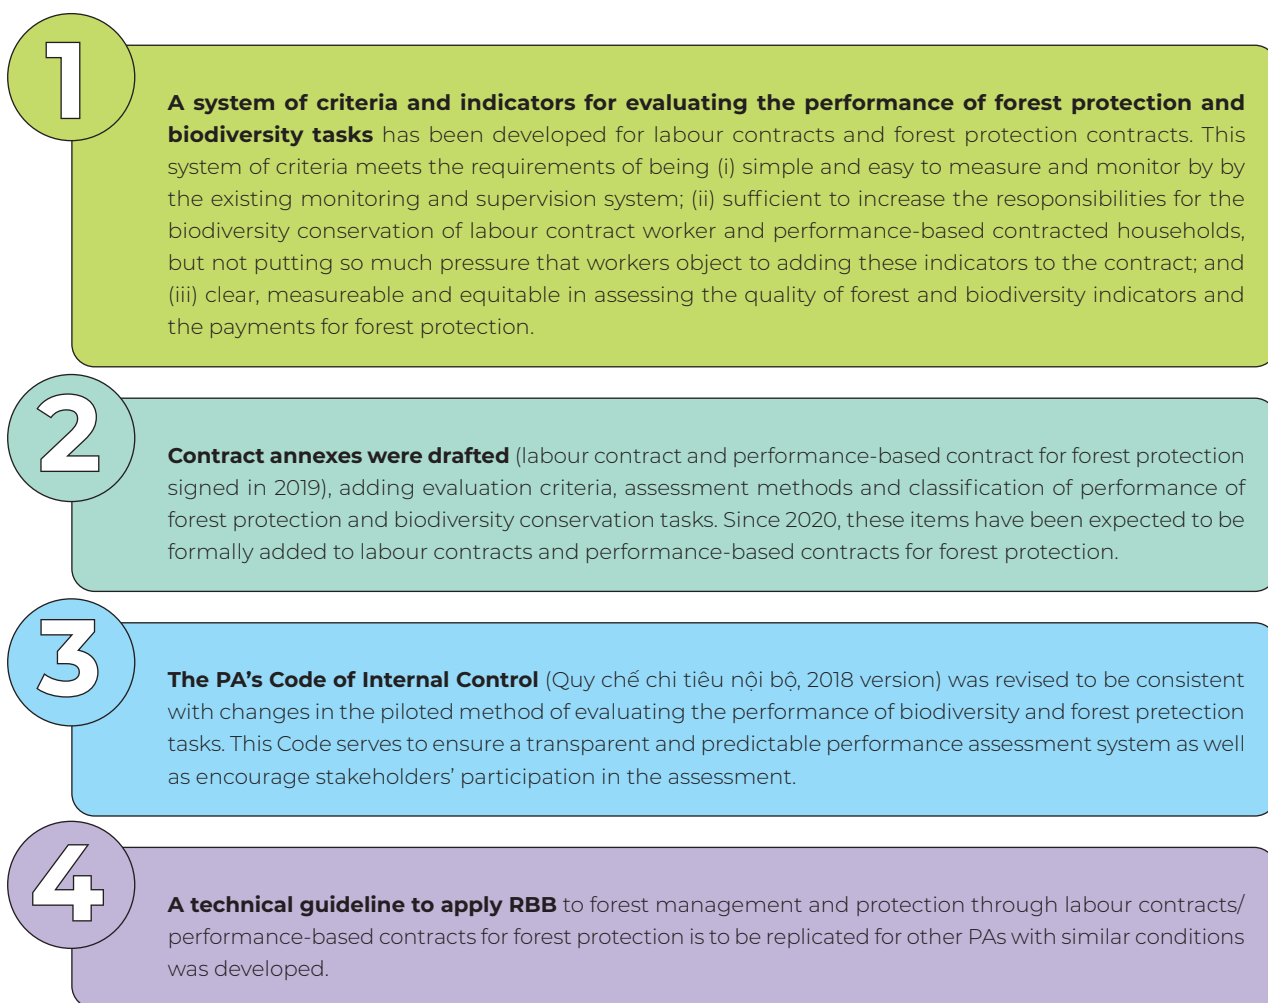 1
A system of criteria and indicators for evaluating the performance of forest protection and
biodiversity tasks has been developed for labour contracts and forest protection contracts. This
system of criteria meets the requirements of being (i) simple and easy to measure and monitor by by
the existing monitoring and supervision system; (ii) sufficient to increase the resoponsibilities for the
biodiversity conservation of labour contract worker and performance-based contracted households,
but not putting so much pressure that workers object to adding these indicators to the contract; and
(iii) clear, measureable and equitable in assessing the quality of forest and biodiversity indicators and
the payments for forest protection.
2
Contract annexes were drafted (labour contract and performance-based contract for forest protection
signed in 2019), adding evaluation criteria, assessment methods and classification of performance of
forest protection and biodiversity conservation tasks. Since 2020, these items have been expected to be
formally added to labour contracts and performance-based contracts for forest protection.
3
The PA's Code of Internal Control (Quy chế chi tiêu nội bộ, 2018 version) was revised to be consistent
with changes in the piloted method of evaluating the performance of biodiversity and forest pretection
tasks. This Code serves to ensure a transparent and predictable performance assessment system as well
as encourage stakeholders' participation in the assessment.
4
A technical guideline to apply RBB to forest management and protection through labour contracts/
performance-based contracts for forest protection is to be replicated for other PAs with similar conditions
was developed.